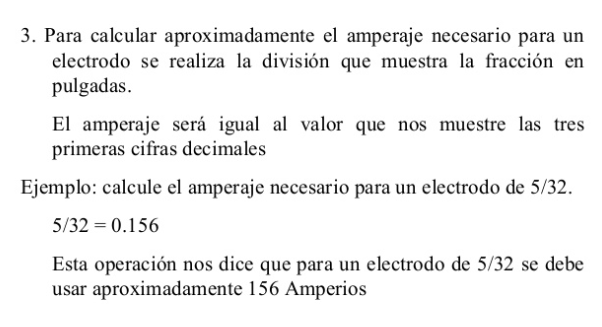 3. Para calcular aproximadamente el amperaje necesario para un
electrodo se realiza la división que muestra la fracción en
pulgadas.
El amperaje será igual al valor que nos muestre las tres
primeras cifras decimales
Ejemplo: calcule el amperaje necesario para un electrodo de 5/32.
5/32 = 0.156
Esta operación nos dice que para un electrodo de 5/32 se debe
usar aproximadamente 156 Amperios